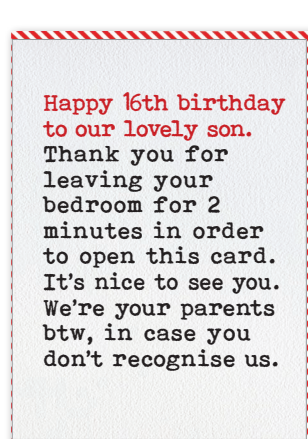 Happy 16th birthday
to our lovely son.
Thank you for
leaving your
bedroom for 2
minutes in order
to open this card.
It's nice to see you.
We're your parents
btw, in case you
don't recognise us.